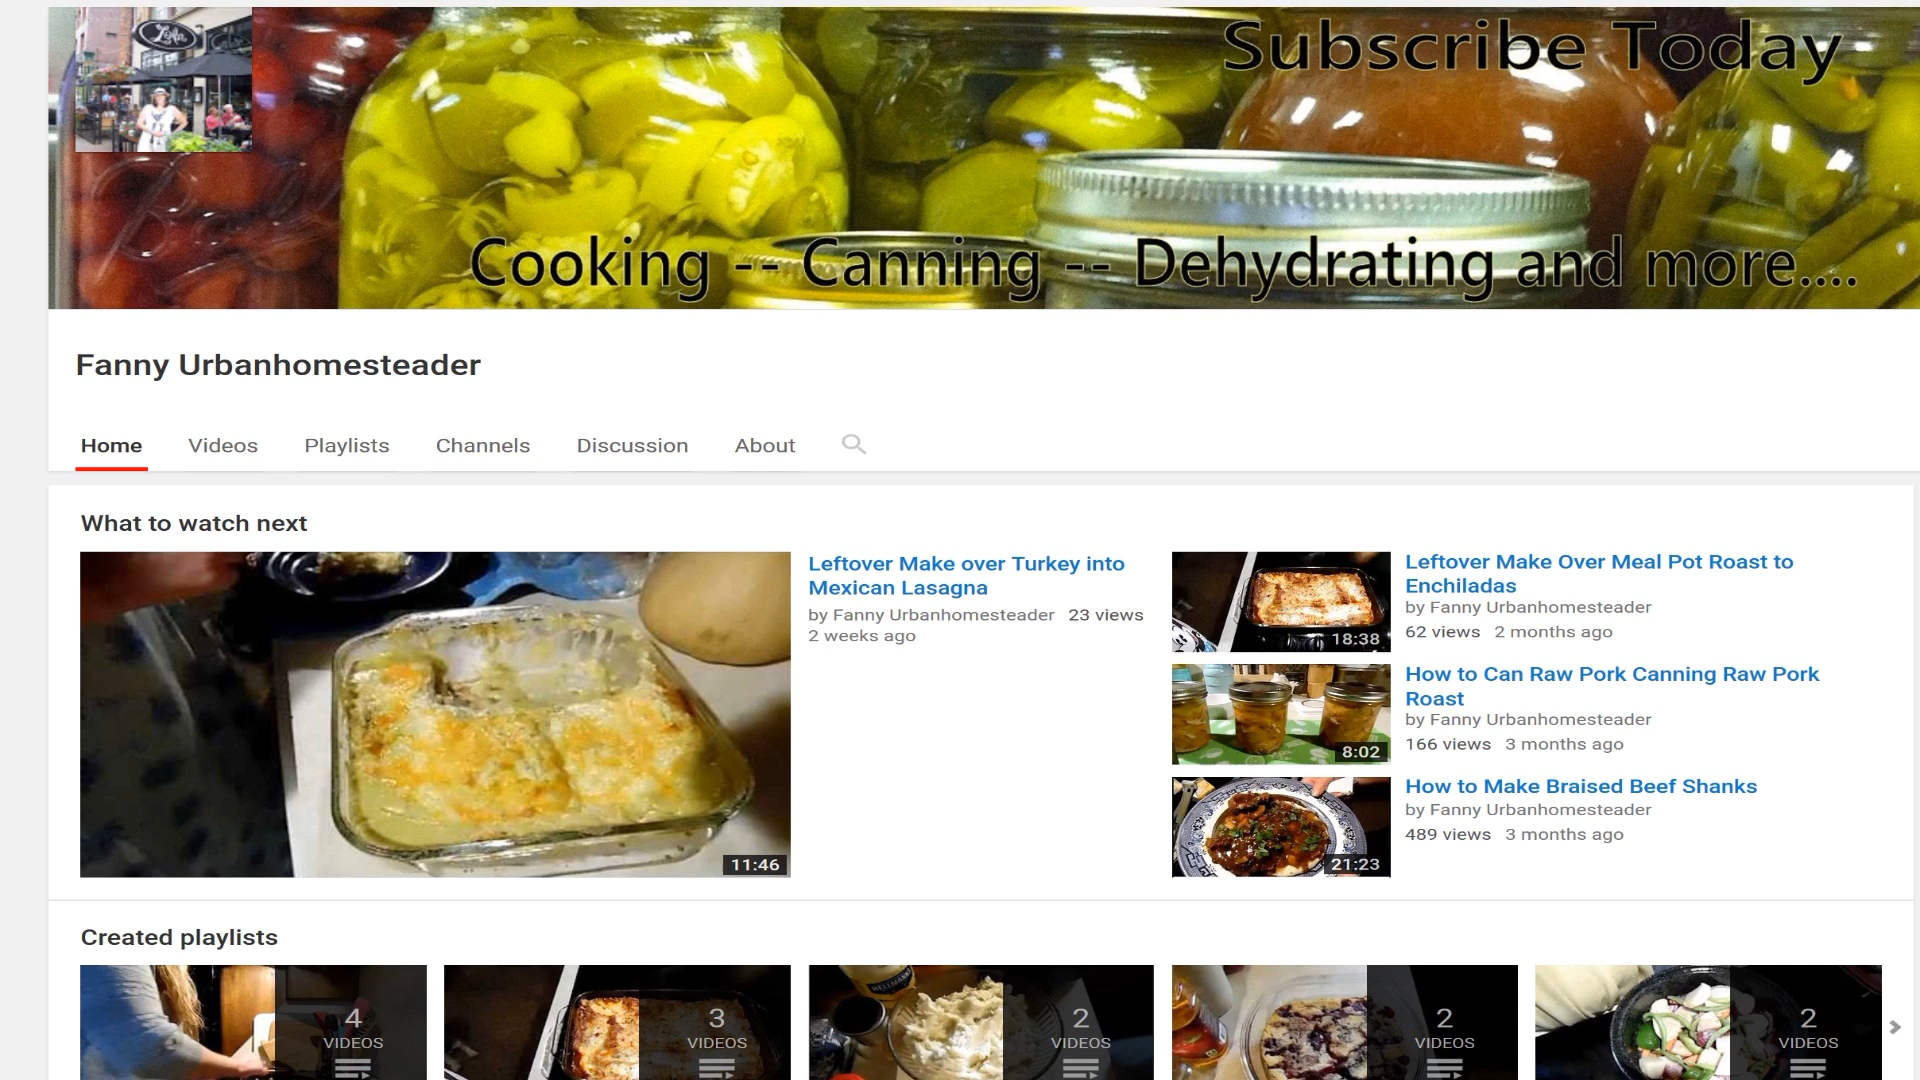 Subscribe Today
Cooking -- Canning -- Dehydrating and more....
Fanny Urbanhomesteader
Home Videos Playlists Channels Discussion About
What to watch next
11:46
Leftover Make over Turkey into
Mexican Lasagna
by Fanny Urbanhomesteader 23 views
2 weeks ago
18:38
Leftover Make Over Meal Pot Roast to
Enchiladas
by Fanny Urbanhomesteader
62 views 2 months ago
8:02
How to Can Raw Pork Canning Raw Pork
Roast
by Fanny Urbanhomesteader
166 views 3 months ago
21:23
How to Make Braised Beef Shanks
by Fanny Urbanhomesteader
489 views 3 months ago
Created playlists
4
VIDEOS
3
VIDEOS
2
VIDEOS
2
VIDEOS
2
VIDEOS